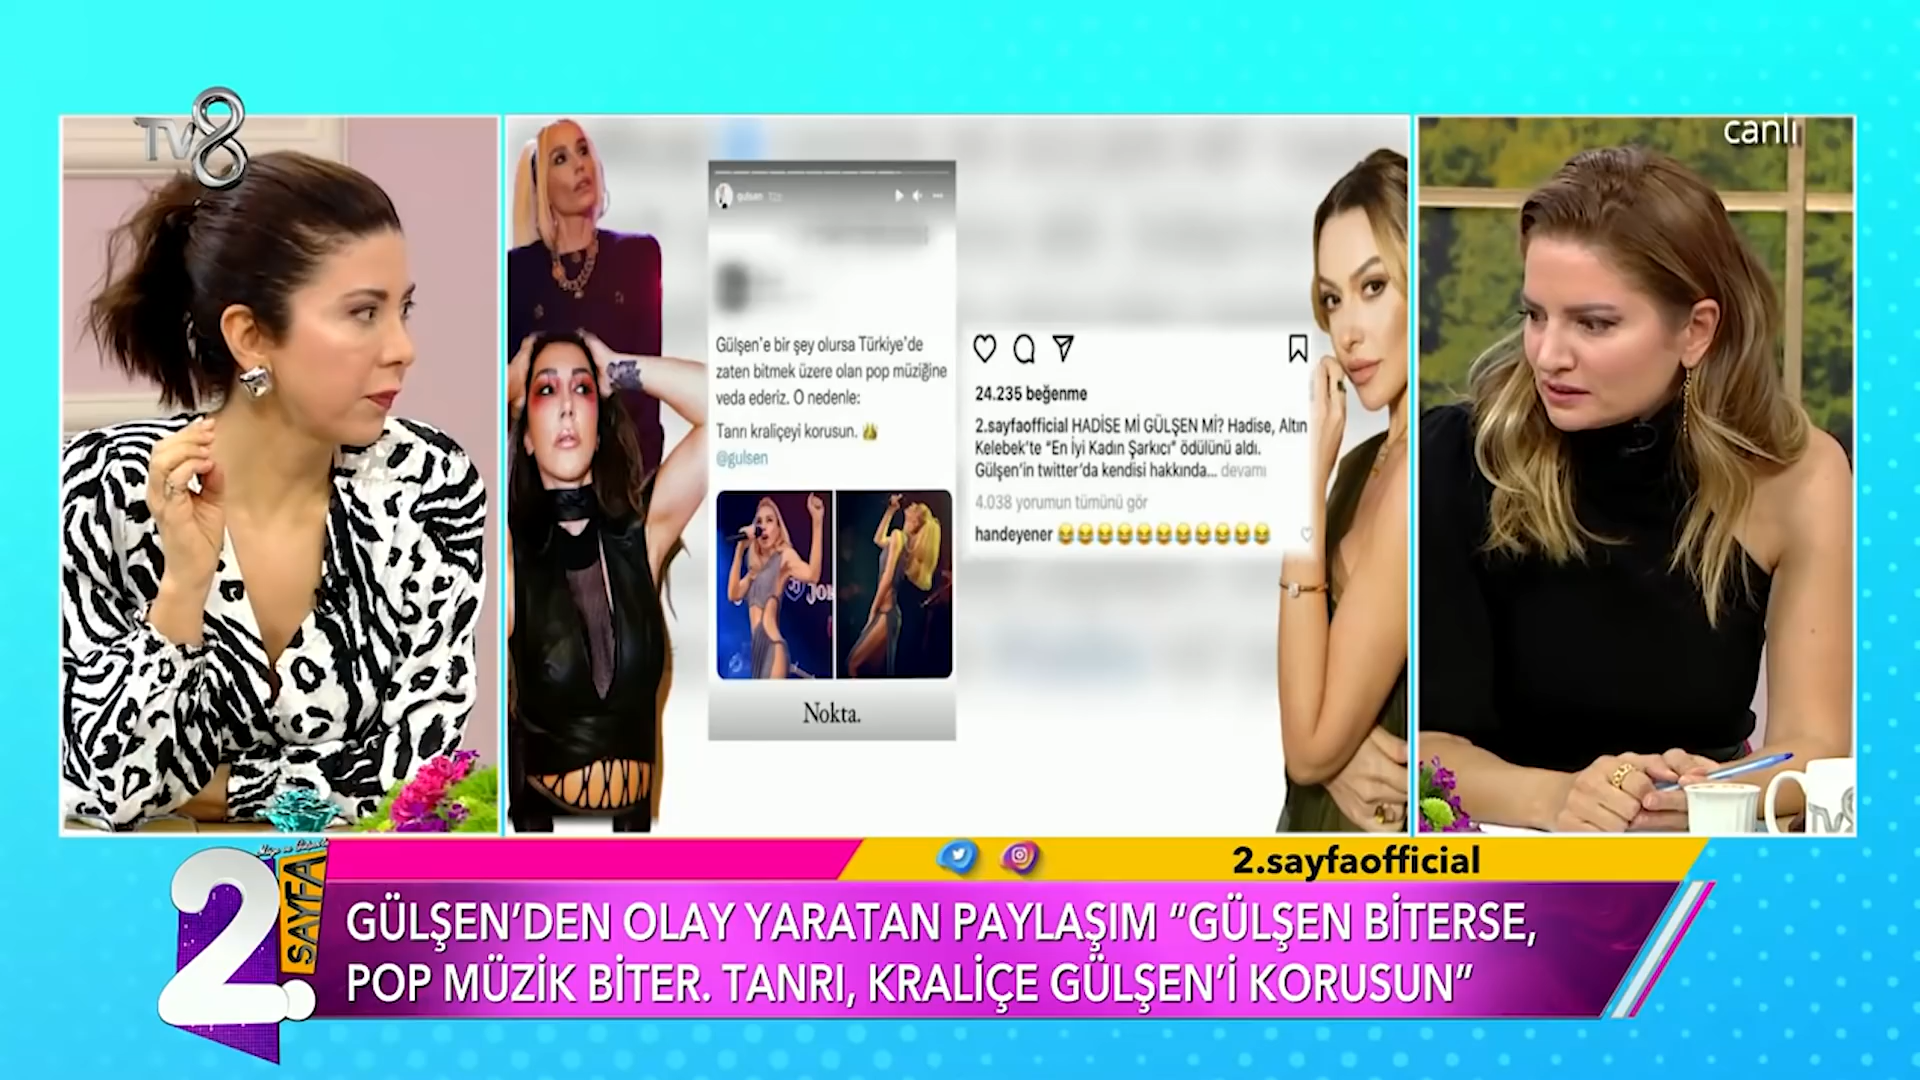 TV8
canlı
gulsen 12s
Gülşen'e bir şey olursa Türkiye'de
zaten bitmek üzere olan pop müziğine
veda ederiz. O nedenle:
Tanrı kraliçeyi korusun.
@gulsen
Nokta.
24.235 beğenme
2.sayfaofficial HADİSE Mİ GÜLŞEN Mİ? Hadise, Altın
Kelebek'te "En İyi Kadın Şarkıcı" ödülünü aldı.
Gülşen'in twitter'da kendisi hakkında... devamı
4.038 yorumun tümünü gör
handeyener 😂😂😂😂😂😂😂😂😂😂😂
2.sayfaofficial
2. SAYFA
GÜLŞEN'DEN OLAY YARATAN PAYLAŞIM "GÜLŞEN BİTERSE,
POP MÜZİK BİTER. TANRI, KRALİÇE GÜLŞEN'İ KORUSUN"